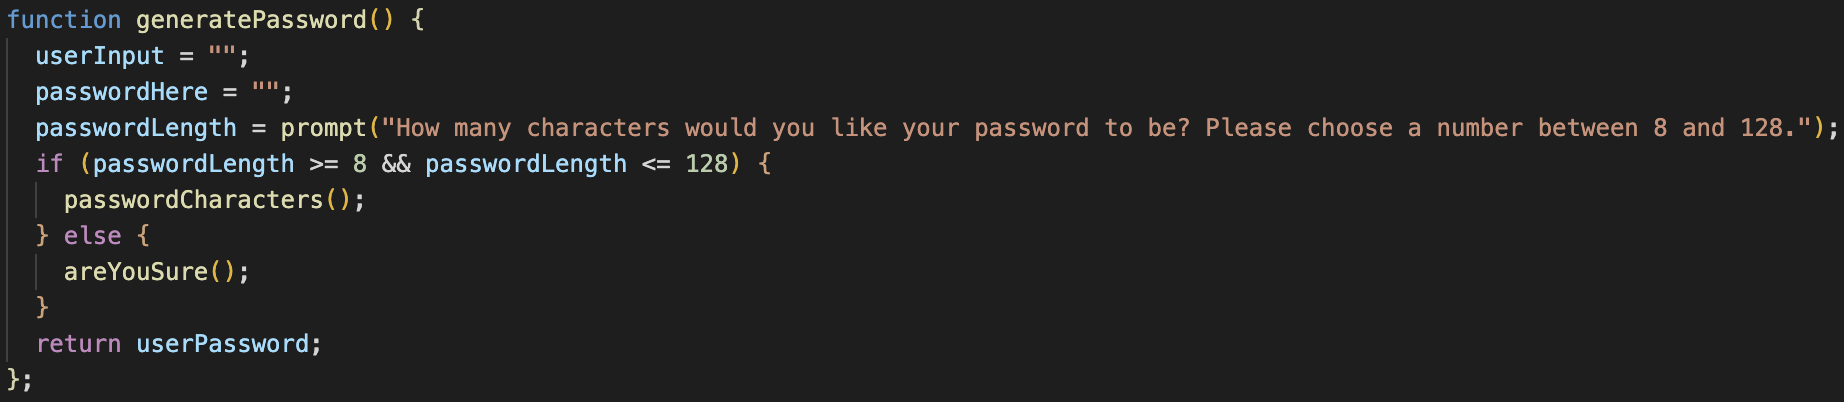 function generatePassword() {
  userInput = "";
  passwordHere = "";
  passwordLength = prompt("How many characters would you like your password to be? Please choose a number between 8 and 128.");
  if (passwordLength >= 8 && passwordLength <= 128) {
    passwordCharacters();
  } else {
    areYouSure();
  }
  return userPassword;
};